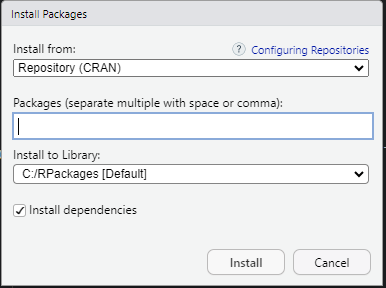 Install Packages
Install from:
? Configuring Repositories
Repository (CRAN)
Packages (separate multiple with space or comma):
Install to Library:
C:/RPackages [Default]
Install dependencies
Install
Cancel